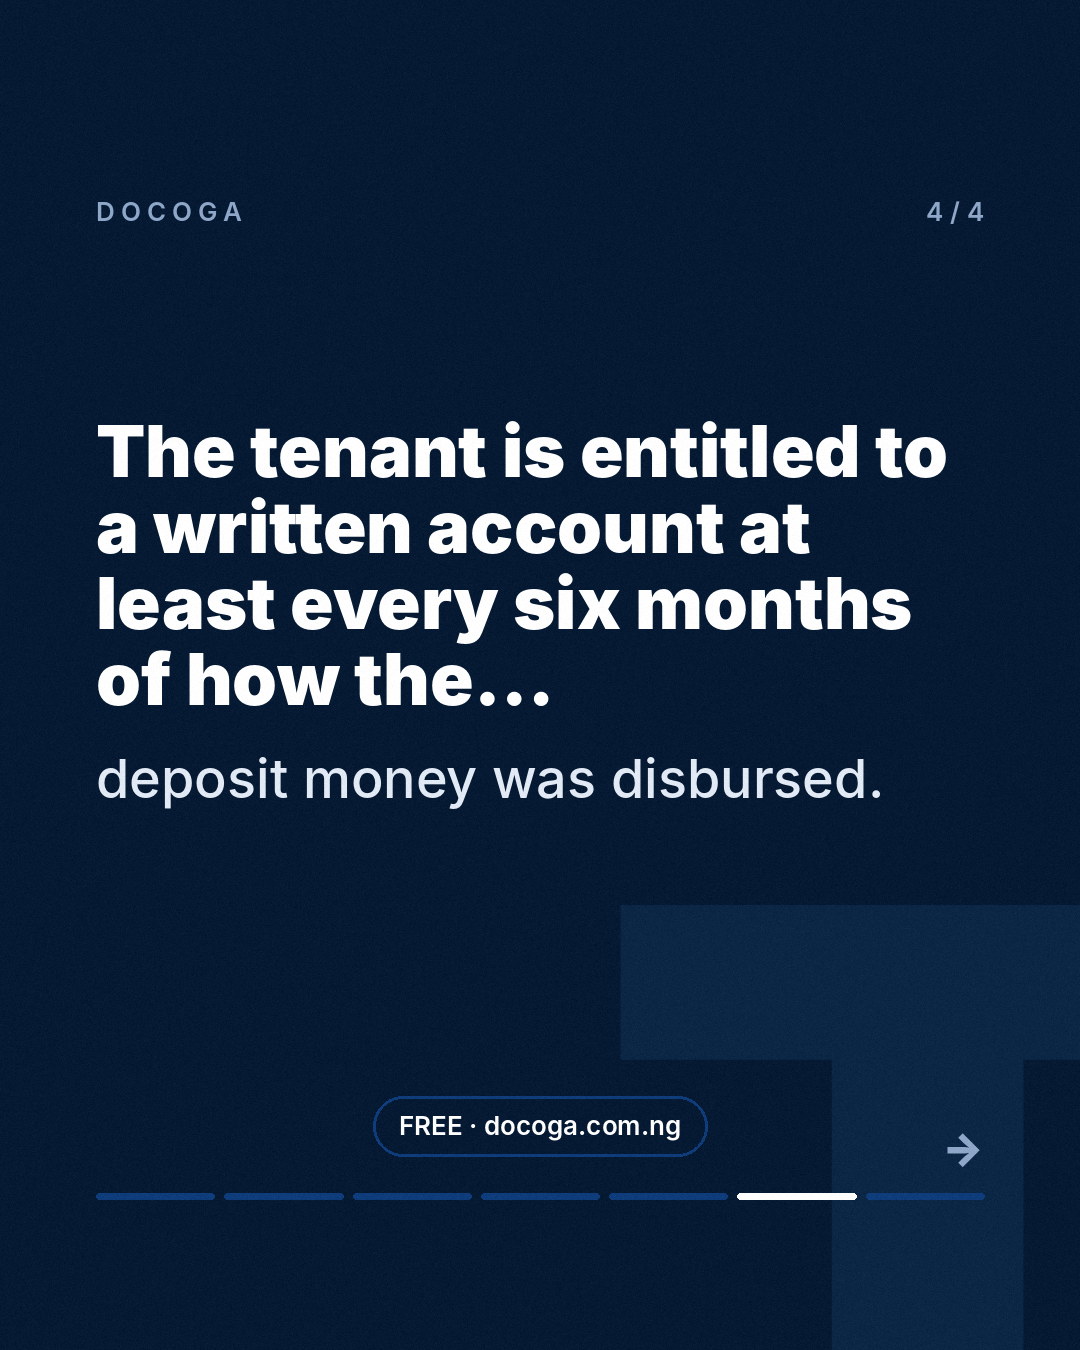 DOCOGA
4/4
The tenant is entitled to
a written account at
least every six months
of how the...
deposit money was disbursed.
FREE · docoga.com.ng
→
T